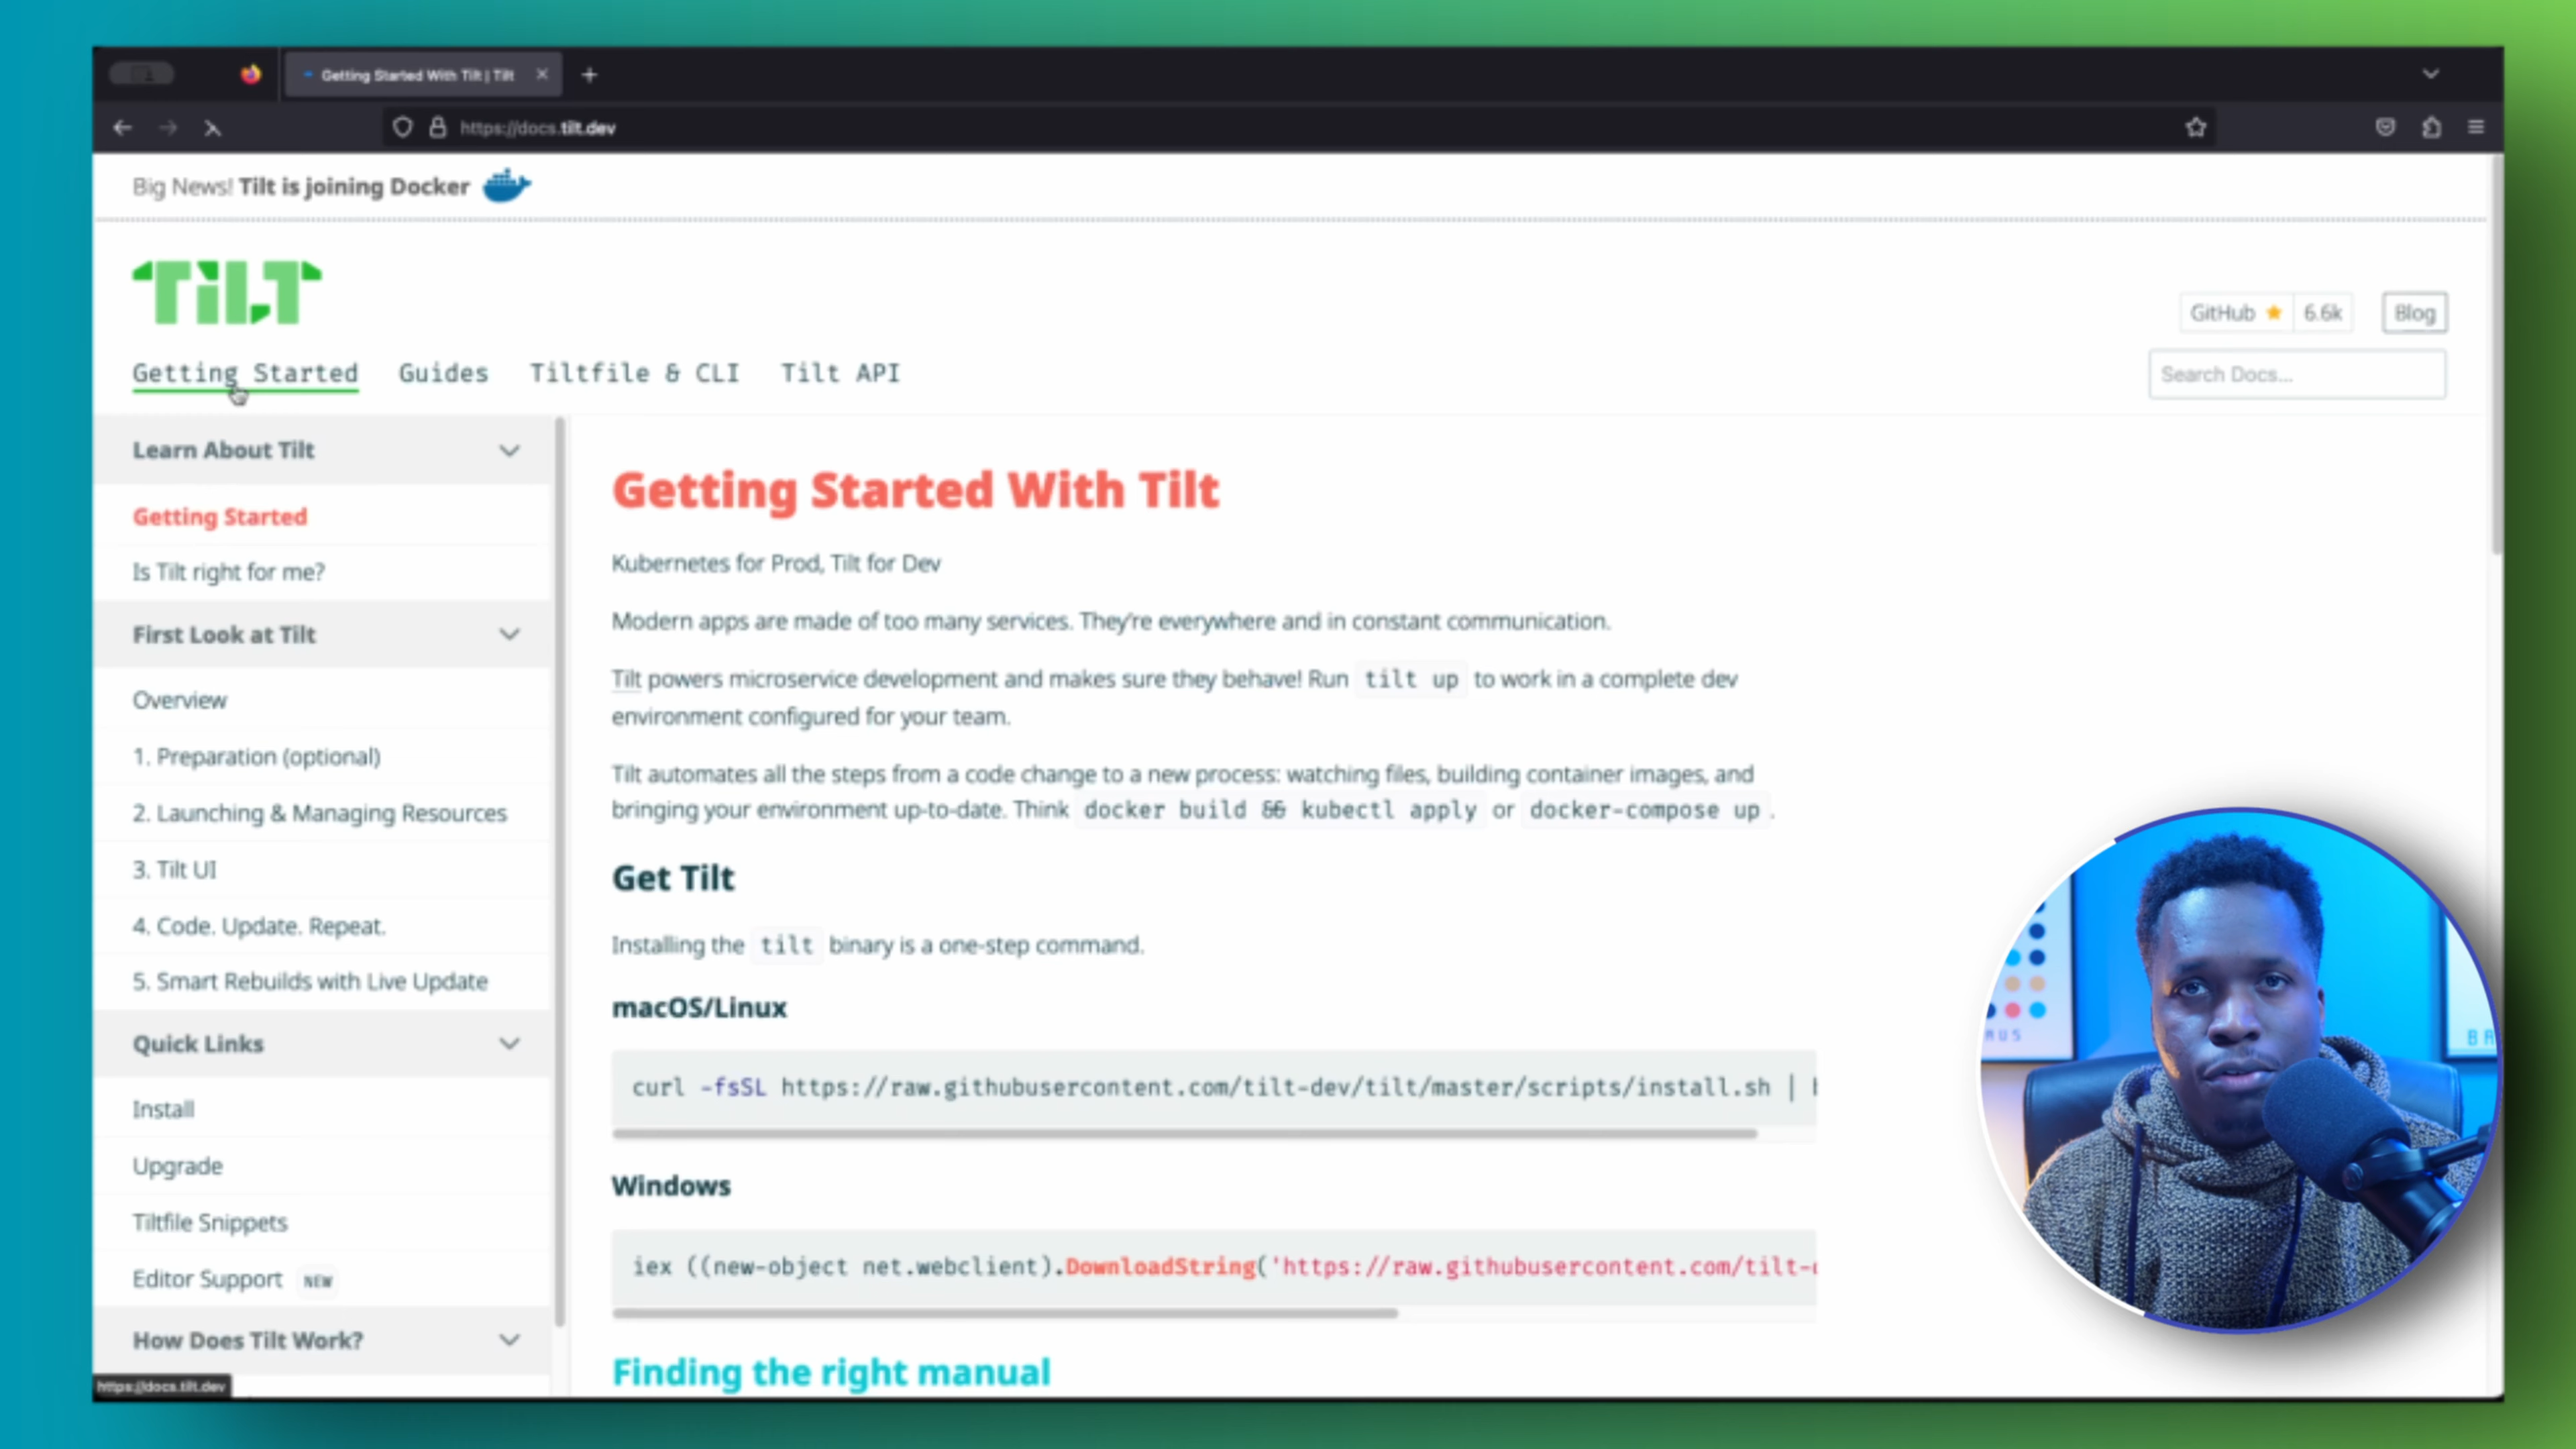 Getting Started With Tilt | Tilt
https://docs.tilt.dev
Big News! Tilt is joining Docker
TiLT
GitHub ★ 6.6k
Blog
Getting Started
Guides
Tiltfile & CLI
Tilt API
Search Docs...
Learn About Tilt
Getting Started
Is Tilt right for me?
First Look at Tilt
Overview
1. Preparation (optional)
2. Launching & Managing Resources
3. Tilt UI
4. Code. Update. Repeat.
5. Smart Rebuilds with Live Update
Quick Links
Install
Upgrade
Tiltfile Snippets
Editor Support NEW
How Does Tilt Work?
https://docs.tilt.dev
Getting Started With Tilt
Kubernetes for Prod, Tilt for Dev
Modern apps are made of too many services. They're everywhere and in constant communication.
Tilt powers microservice development and makes sure they behave! Run tilt up to work in a complete dev
environment configured for your team.
Tilt automates all the steps from a code change to a new process: watching files, building container images, and
bringing your environment up-to-date. Think docker build && kubectl apply or docker-compose up .
Get Tilt
Installing the tilt binary is a one-step command.
macOS/Linux
curl -fsSL https://raw.githubusercontent.com/tilt-dev/tilt/master/scripts/install.sh |
Windows
iex ((new-object net.webclient).DownloadString('https://raw.githubusercontent.com/tilt-
Finding the right manual